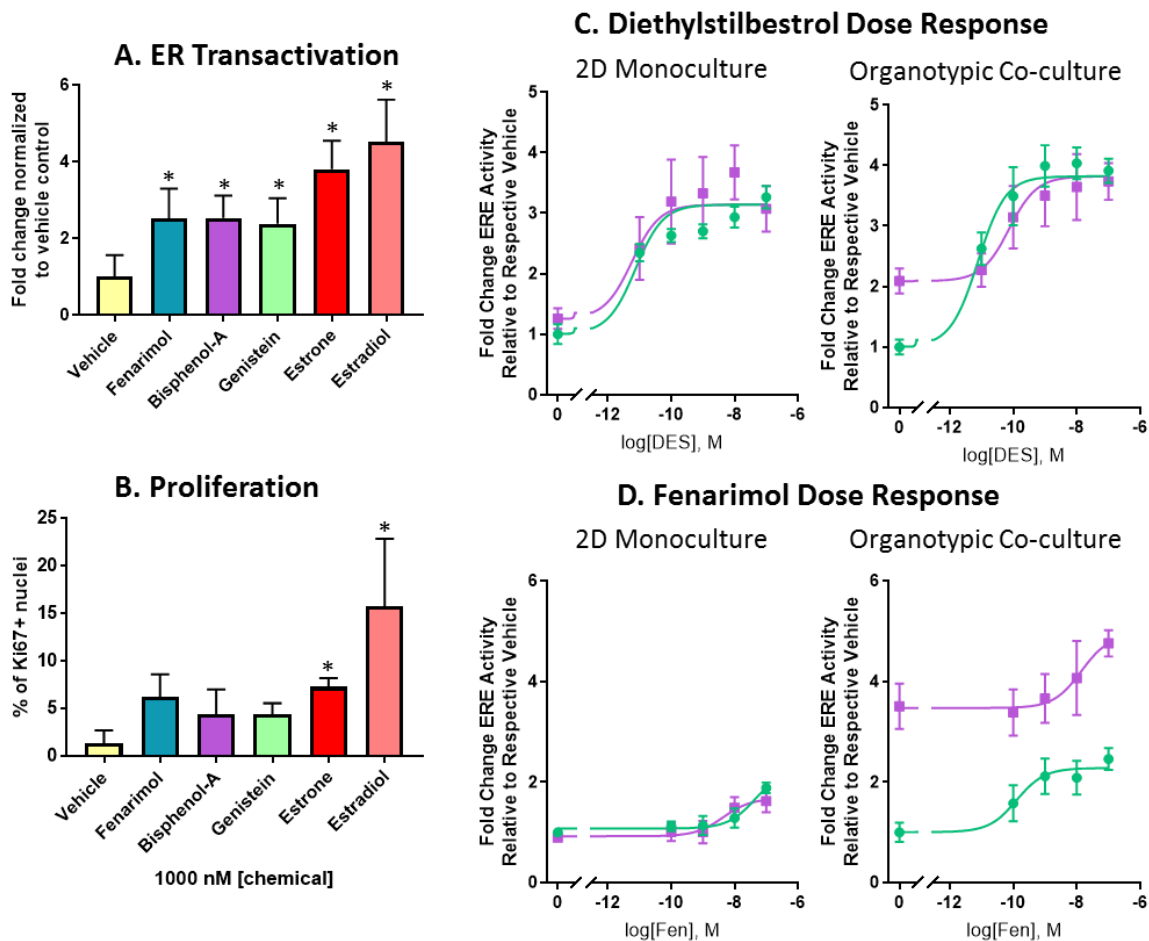 A. ER Transactivation
Fold change normalized
to vehicle control
6
4
2
0
Vehicle
Fenarimol
Bisphenol-A
Genistein
Estrone
Estradiol
* * * * *
B. Proliferation
% of Ki67+ nuclei
25
20
15
10
5
0
Vehicle
Fenarimol
Bisphenol-A
Genistein
Estrone
Estradiol
* *
1000 nM [chemical]
C. Diethylstilbestrol Dose Response
2D Monoculture
Fold Change ERE Activity
Relative to Respective Vehicle
5
4
3
2
1
0
0 -12 -10 -8 -6
log[DES], M
Organotypic Co-culture
Fold Change ERE Activity
Relative to Respective Vehicle
5
4
3
2
1
0
0 -12 -10 -8 -6
log[DES], M
D. Fenarimol Dose Response
2D Monoculture
Fold Change ERE Activity
Relative to Respective Vehicle
6
4
2
0
0 -12 -10 -8 -6
log[Fen], M
Organotypic Co-culture
Fold Change ERE Activity
Relative to Respective Vehicle
6
4
2
0
0 -12 -10 -8 -6
log[Fen], M